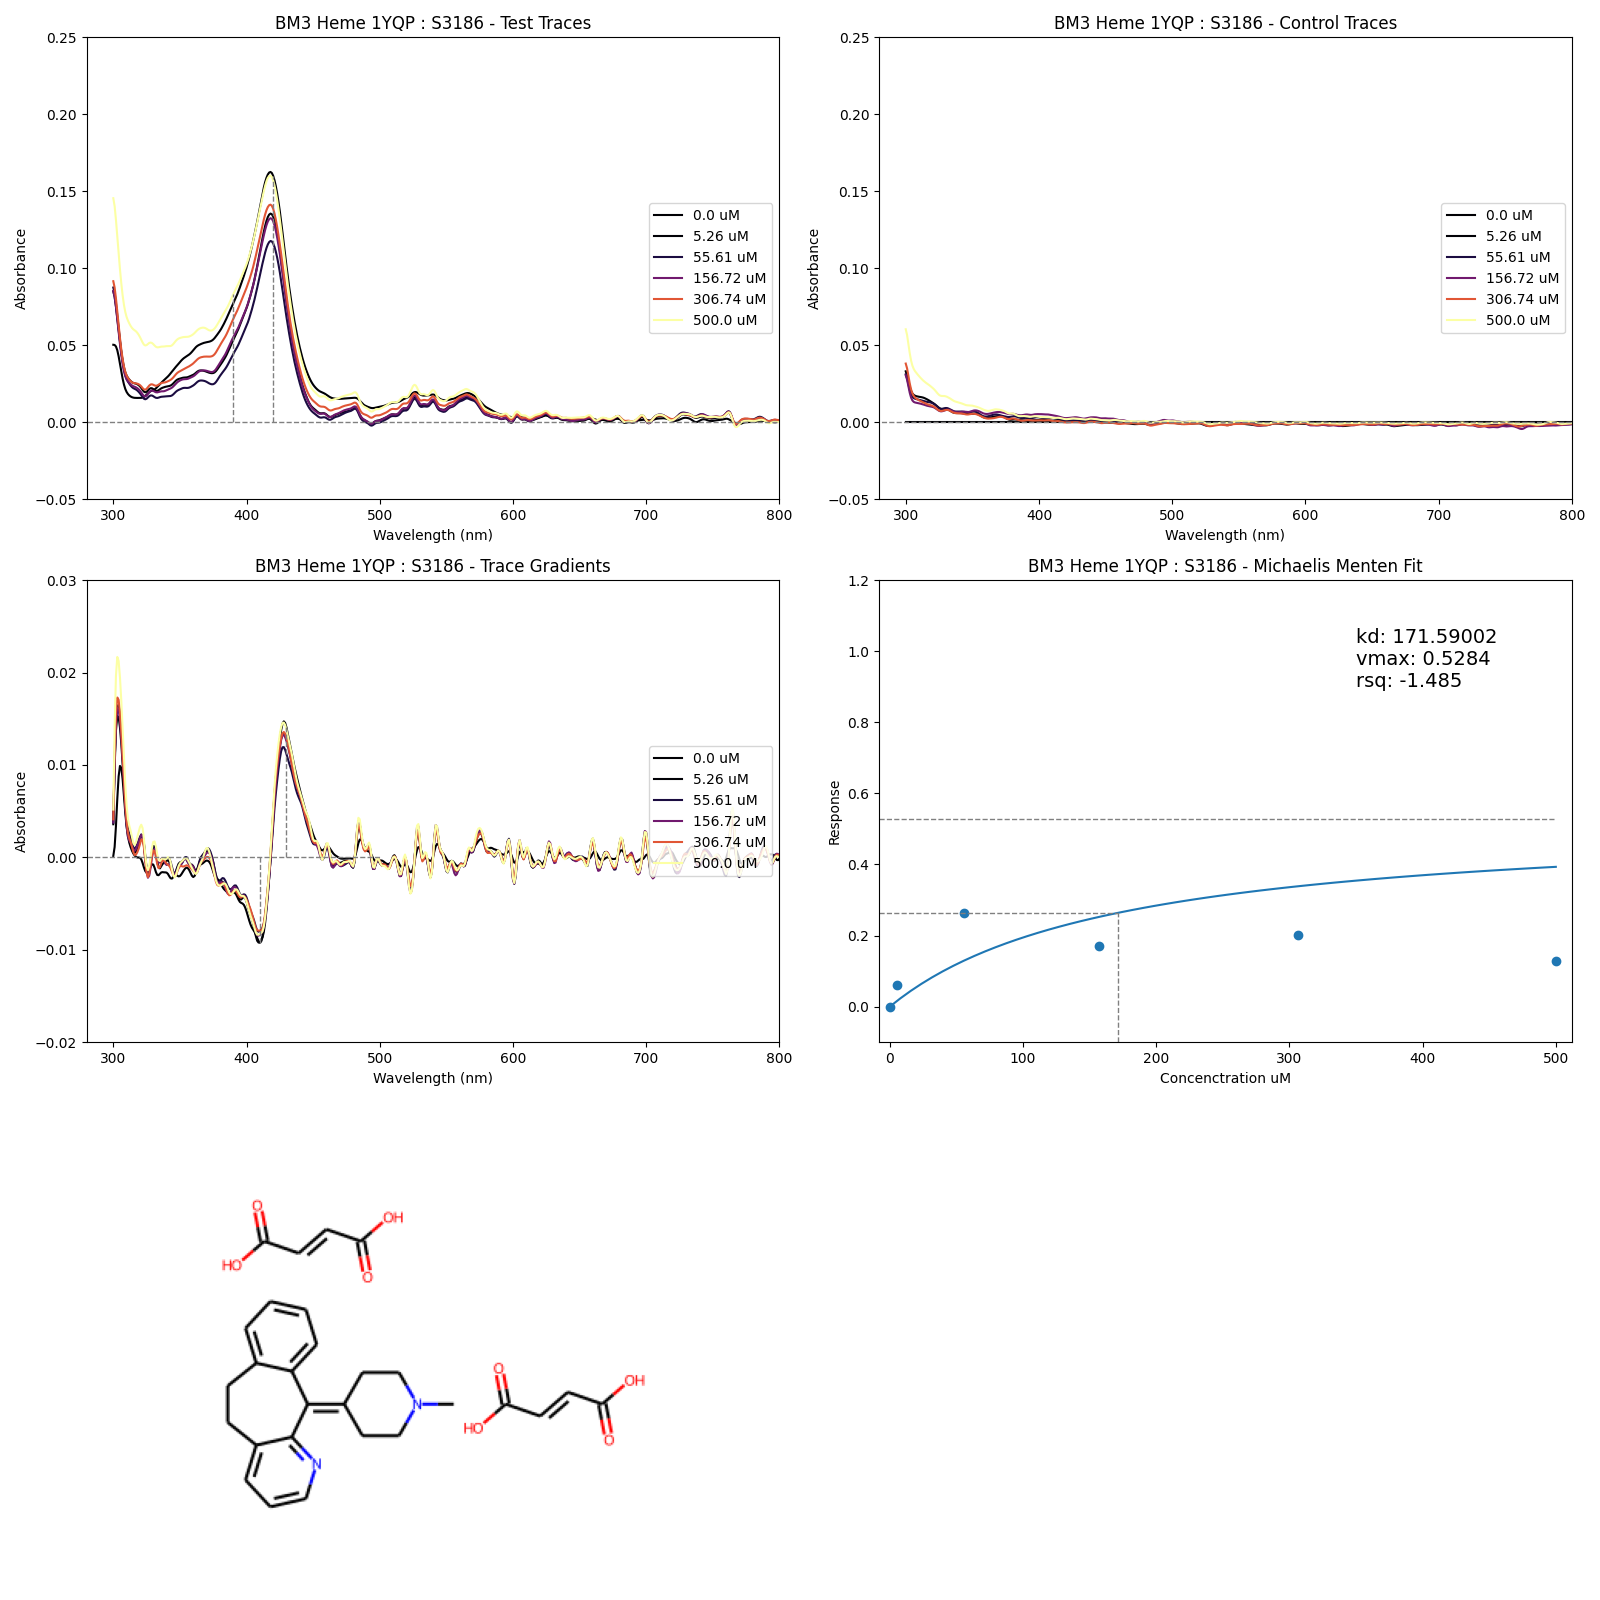 BM3 Heme 1YQP : S3186 - Test Traces
0.25
0.20
0.15
0.10
0.05
0.00
−0.05
Absorbance
300 400 500 600 700 800
Wavelength (nm)
0.0 uM
5.26 uM
55.61 uM
156.72 uM
306.74 uM
500.0 uM
BM3 Heme 1YQP : S3186 - Control Traces
0.25
0.20
0.15
0.10
0.05
0.00
−0.05
Absorbance
300 400 500 600 700 800
Wavelength (nm)
0.0 uM
5.26 uM
55.61 uM
156.72 uM
306.74 uM
500.0 uM
BM3 Heme 1YQP : S3186 - Trace Gradients
0.03
0.02
0.01
0.00
−0.01
−0.02
Absorbance
300 400 500 600 700 800
Wavelength (nm)
0.0 uM
5.26 uM
55.61 uM
156.72 uM
306.74 uM
500.0 uM
BM3 Heme 1YQP : S3186 - Michaelis Menten Fit
1.2
1.0
0.8
0.6
0.4
0.2
0.0
Response
kd: 171.59002
vmax: 0.5284
rsq: -1.485
0 100 200 300 400 500
Concenctration uM
O
OH
HO
O
O
OH
N
HO
O
N